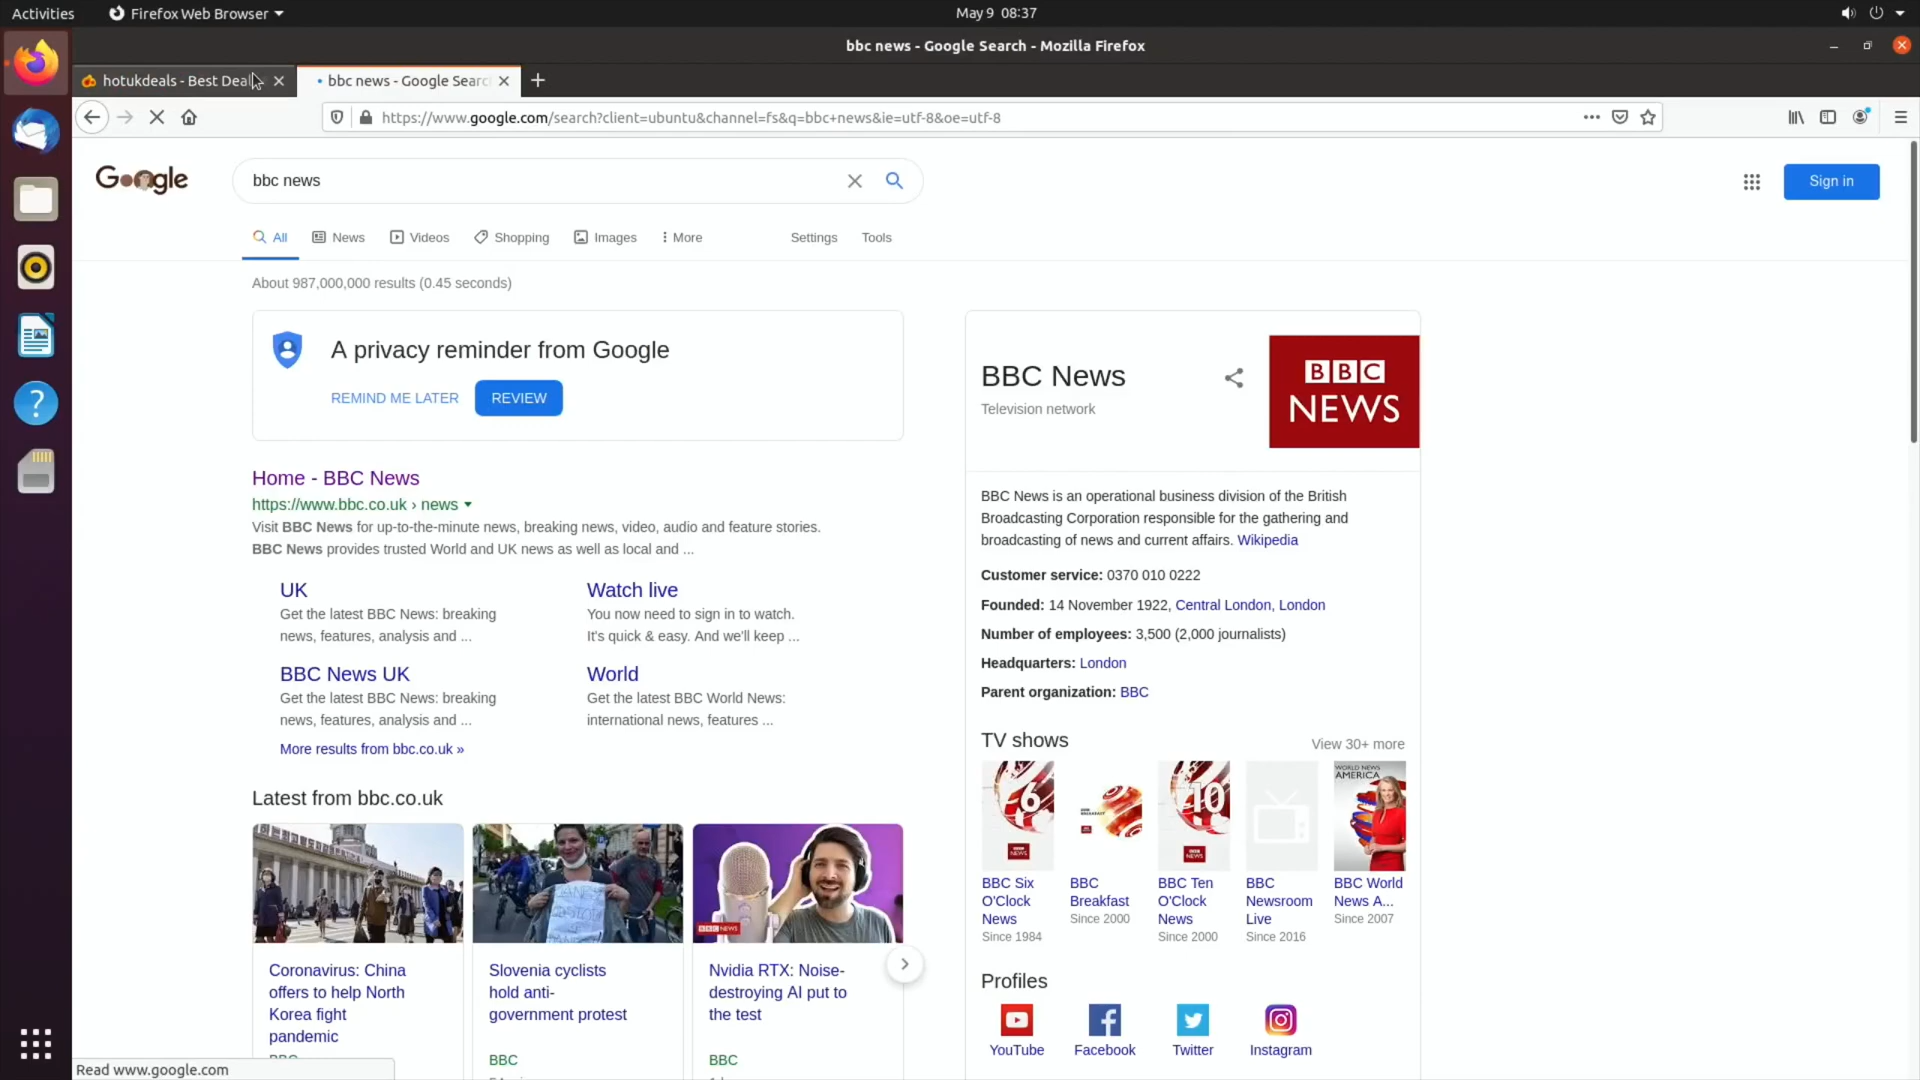 Activities
Firefox Web Browser
May 9 08:37
bbc news - Google Search - Mozilla Firefox
hotukdeals - Best Deal
bbc news - Google Searc
https://www.google.com/search?client=ubuntu&channel=fs&q=bbc+news&ie=utf-8&oe=utf-8
Google
bbc news
Sign in
All
News
Videos
Shopping
Images
More
Settings
Tools
About 987,000,000 results (0.45 seconds)
A privacy reminder from Google
REMIND ME LATER
REVIEW
Home - BBC News
https://www.bbc.co.uk › news
Visit BBC News for up-to-the-minute news, breaking news, video, audio and feature stories.
BBC News provides trusted World and UK news as well as local and ...
UK
Get the latest BBC News: breaking
news, features, analysis and ...
Watch live
You now need to sign in to watch.
It's quick & easy. And we'll keep ...
BBC News UK
Get the latest BBC News: breaking
news, features, analysis and ...
World
Get the latest BBC World News:
international news, features ...
More results from bbc.co.uk »
Latest from bbc.co.uk
BBC NEWS
Coronavirus: China
offers to help North
Korea fight
pandemic
Slovenia cyclists
hold anti-
government protest
BBC
Nvidia RTX: Noise-
destroying AI put to
the test
BBC
BBC News
Television network
BBC
NEWS
BBC News is an operational business division of the British
Broadcasting Corporation responsible for the gathering and
broadcasting of news and current affairs. Wikipedia
Customer service: 0370 010 0222
Founded: 14 November 1922, Central London, London
Number of employees: 3,500 (2,000 journalists)
Headquarters: London
Parent organization: BBC
TV shows
View 30+ more
6
10
WORLD NEWS
AMERICA
BBC Six
O'Clock
News
Since 1984
BBC
Breakfast
Since 2000
BBC Ten
O'Clock
News
Since 2000
BBC
Newsroom
Live
Since 2016
BBC World
News A...
Since 2007
Profiles
YouTube
Facebook
Twitter
Instagram
Read www.google.com